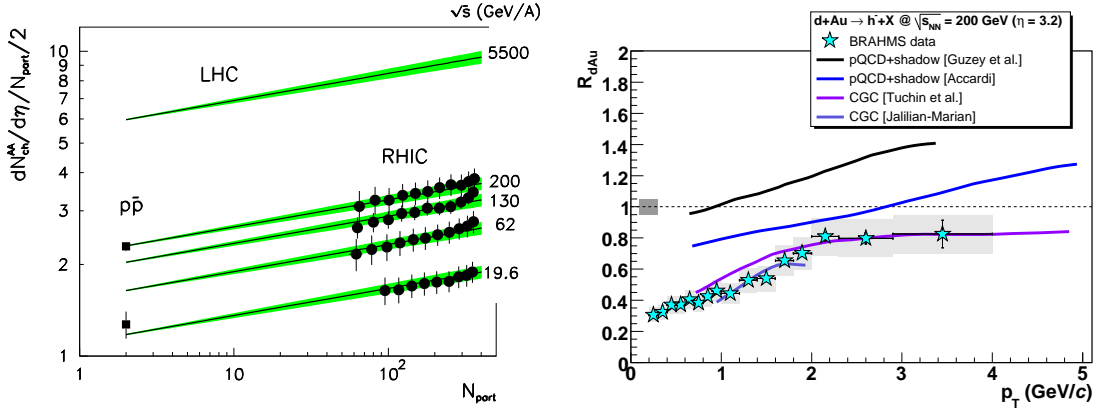 √s (GeV/A)
dN_ch^AA/dη/N_part/2
10
9
8
7
6
5
4
3
2
1
LHC
RHIC
pp̄
5500
200
130
62
19.6
1
10
10²
N_part
d+Au → h⁻+X @ √s_NN = 200 GeV (η = 3.2)
BRAHMS data
pQCD+shadow [Guzey et al.]
pQCD+shadow [Accardi]
CGC [Tuchin et al.]
CGC [Jalilian-Marian]
R_dAu
2
1.8
1.6
1.4
1.2
1
0.8
0.6
0.4
0.2
0
0
1
2
3
4
5
p_T (GeV/c)